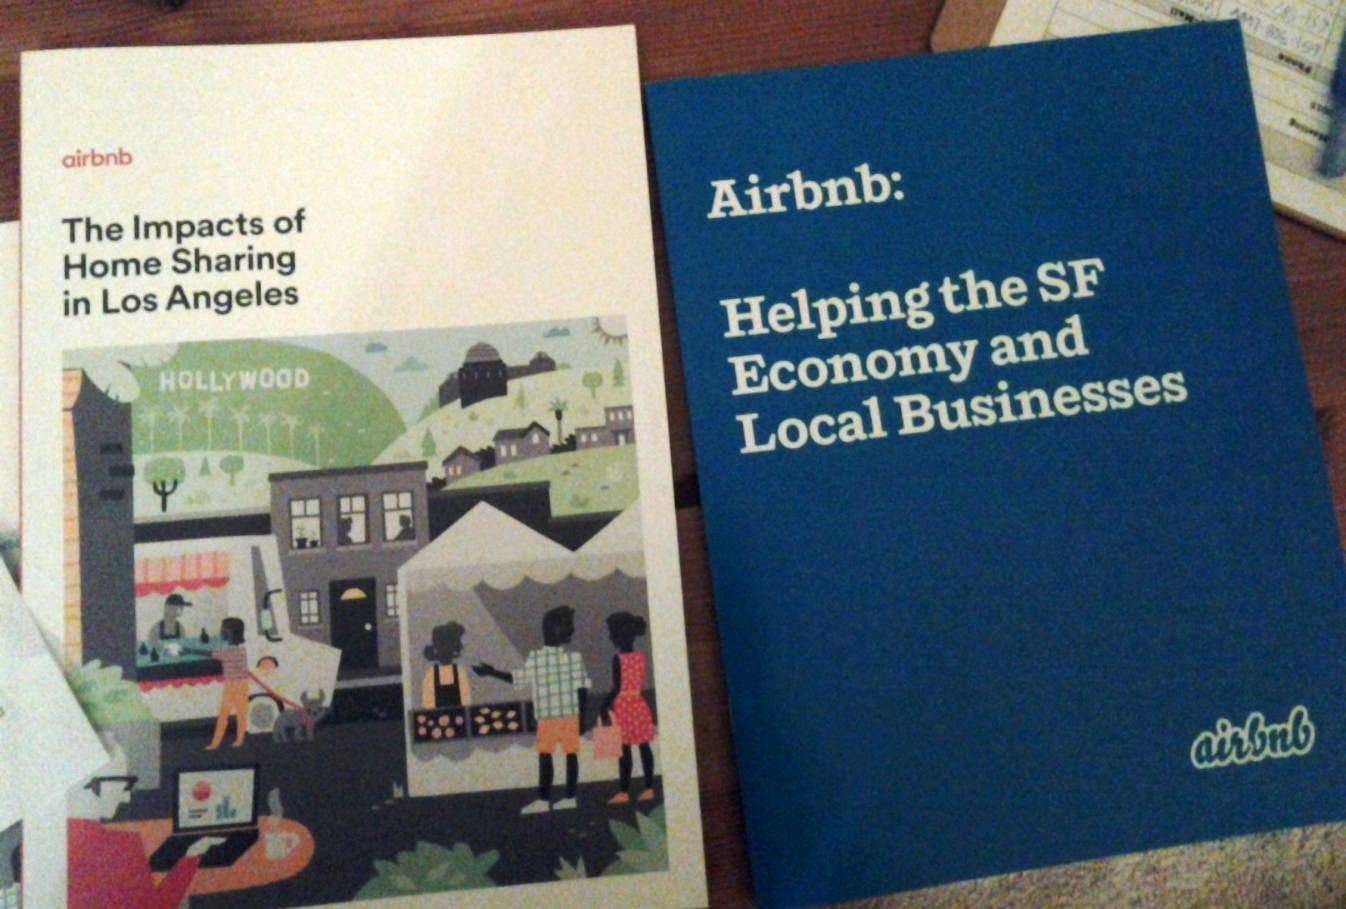 airbnb
The Impacts of
Home Sharing
in Los Angeles
HOLLYWOOD
Airbnb:
Helping the SF
Economy and
Local Businesses
airbnb
Phone